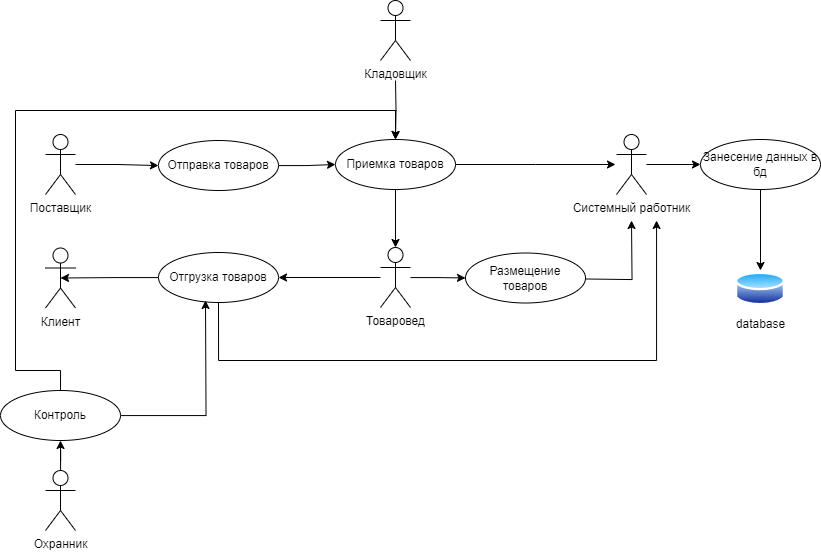 Кладовщик
Отправка товаров
Приемка товаров
Занесение данных в
бд
Поставщик
Системный работник
Отгрузка товаров
Размещение
товаров
Клиент
Товаровед
database
Контроль
Охранник